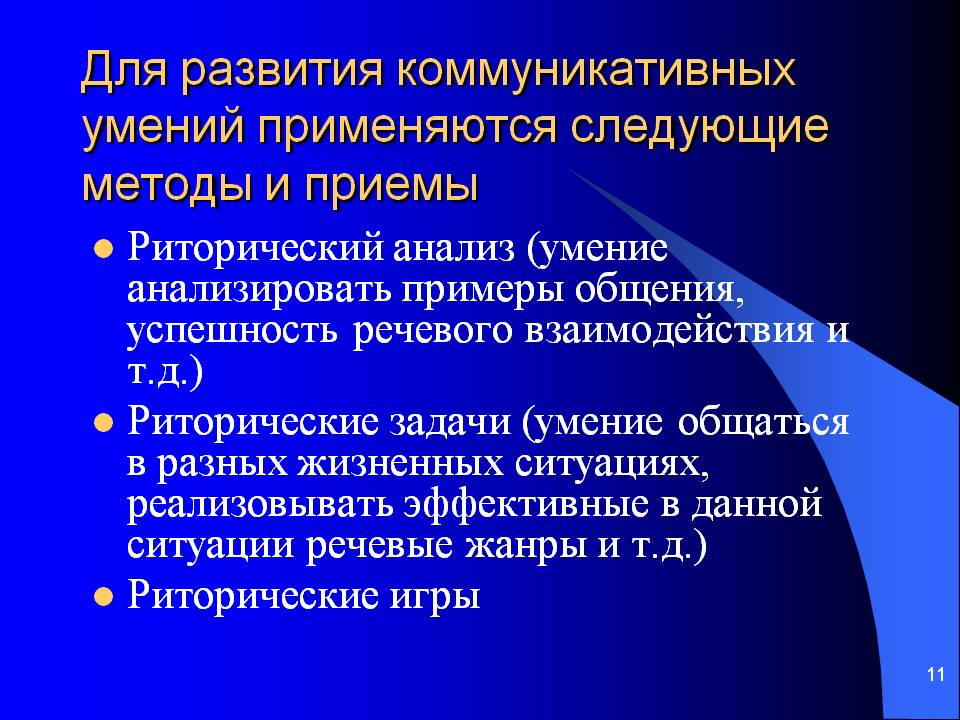 Для развития коммуникативных
умений применяются следующие
методы и приемы
Риторический анализ (умение
анализировать примеры общения,
успешность речевого взаимодействия и
т.д.)
Риторические задачи (умение общаться
в разных жизненных ситуациях,
реализовывать эффективные в данной
ситуации речевые жанры и т.д.)
Риторические игры
11